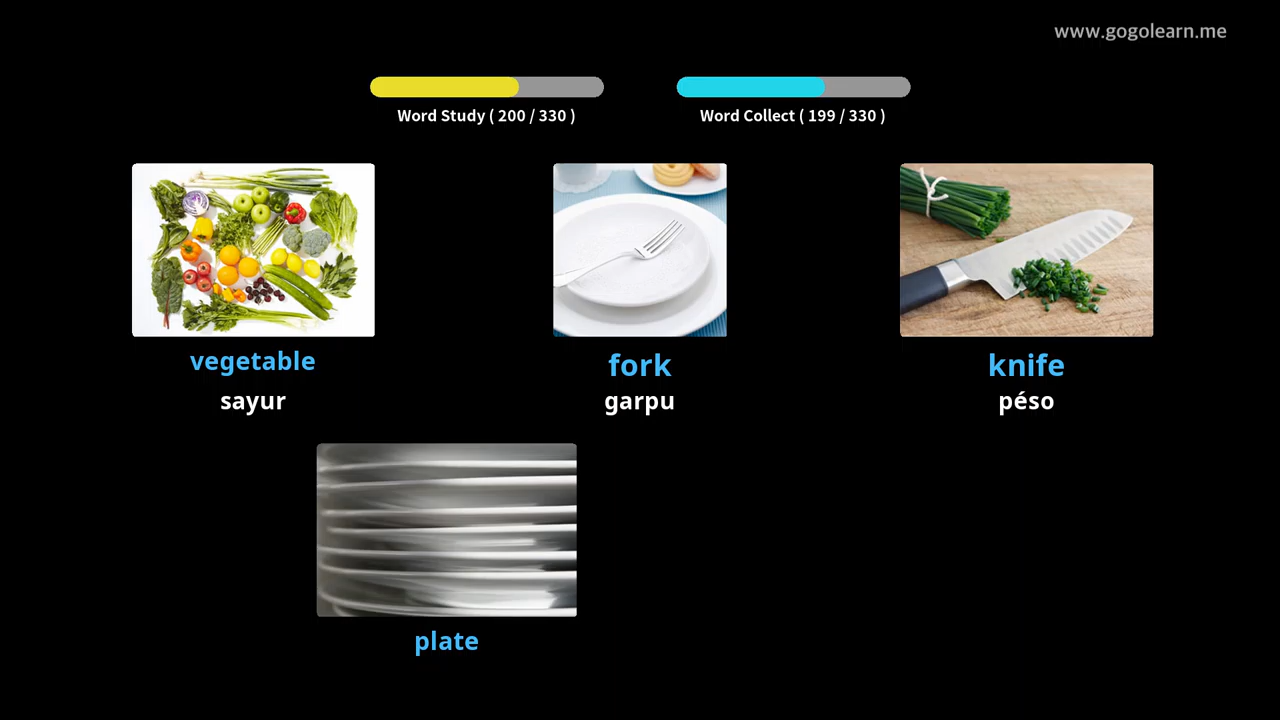 www.gogolearn.me
Word Study ( 200 / 330 )
Word Collect ( 199 / 330 )
vegetable
sayur
fork
garpu
knife
péso
plate